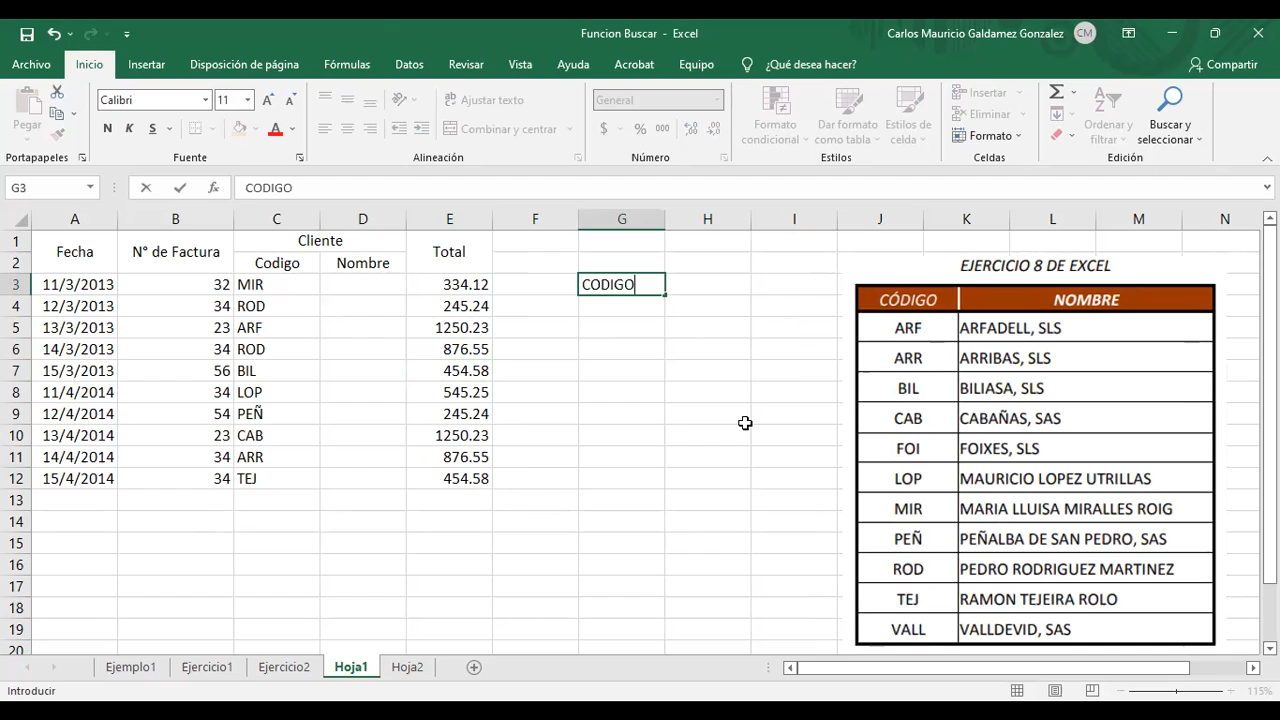 Funcion Buscar - Excel
Carlos Mauricio Galdamez Gonzalez CM
Archivo Inicio Insertar Disposición de página Fórmulas Datos Revisar Vista Ayuda Acrobat Equipo ¿Qué desea hacer? Compartir
Pegar
Calibri 11
N K S
Ajustar texto
Combinar y centrar
General
$ % 000
Formato condicional
Dar formato como tabla
Estilos de celda
Insertar
Eliminar
Formato
Ordenar y filtrar
Buscar y seleccionar
Portapapeles Fuente Alineación Número Estilos Celdas Edición
G3 fx CODIGO
A B C D E F G H I J K L M N
1 Fecha N° de Factura Cliente Total
2 Codigo Nombre
3 11/3/2013 32 MIR 334.12 CODIGO
4 12/3/2013 34 ROD 245.24
5 13/3/2013 23 ARF 1250.23
6 14/3/2013 34 ROD 876.55
7 15/3/2013 56 BIL 454.58
8 11/4/2014 34 LOP 545.25
9 12/4/2014 54 PEÑ 245.24
10 13/4/2014 23 CAB 1250.23
11 14/4/2014 34 ARR 876.55
12 15/4/2014 34 TEJ 454.58
13
14
15
16
17
18
19
20
EJERCICIO 8 DE EXCEL
CÓDIGO NOMBRE
ARF ARFADELL, SLS
ARR ARRIBAS, SLS
BIL BILIASA, SLS
CAB CABAÑAS, SAS
FOI FOIXES, SLS
LOP MAURICIO LOPEZ UTRILLAS
MIR MARIA LLUISA MIRALLES ROIG
PEÑ PEÑALBA DE SAN PEDRO, SAS
ROD PEDRO RODRIGUEZ MARTINEZ
TEJ RAMON TEJEIRA ROLO
VALL VALLDEVID, SAS
Ejemplo1 Ejercicio1 Ejercicio2 Hoja1 Hoja2
Introducir 115%